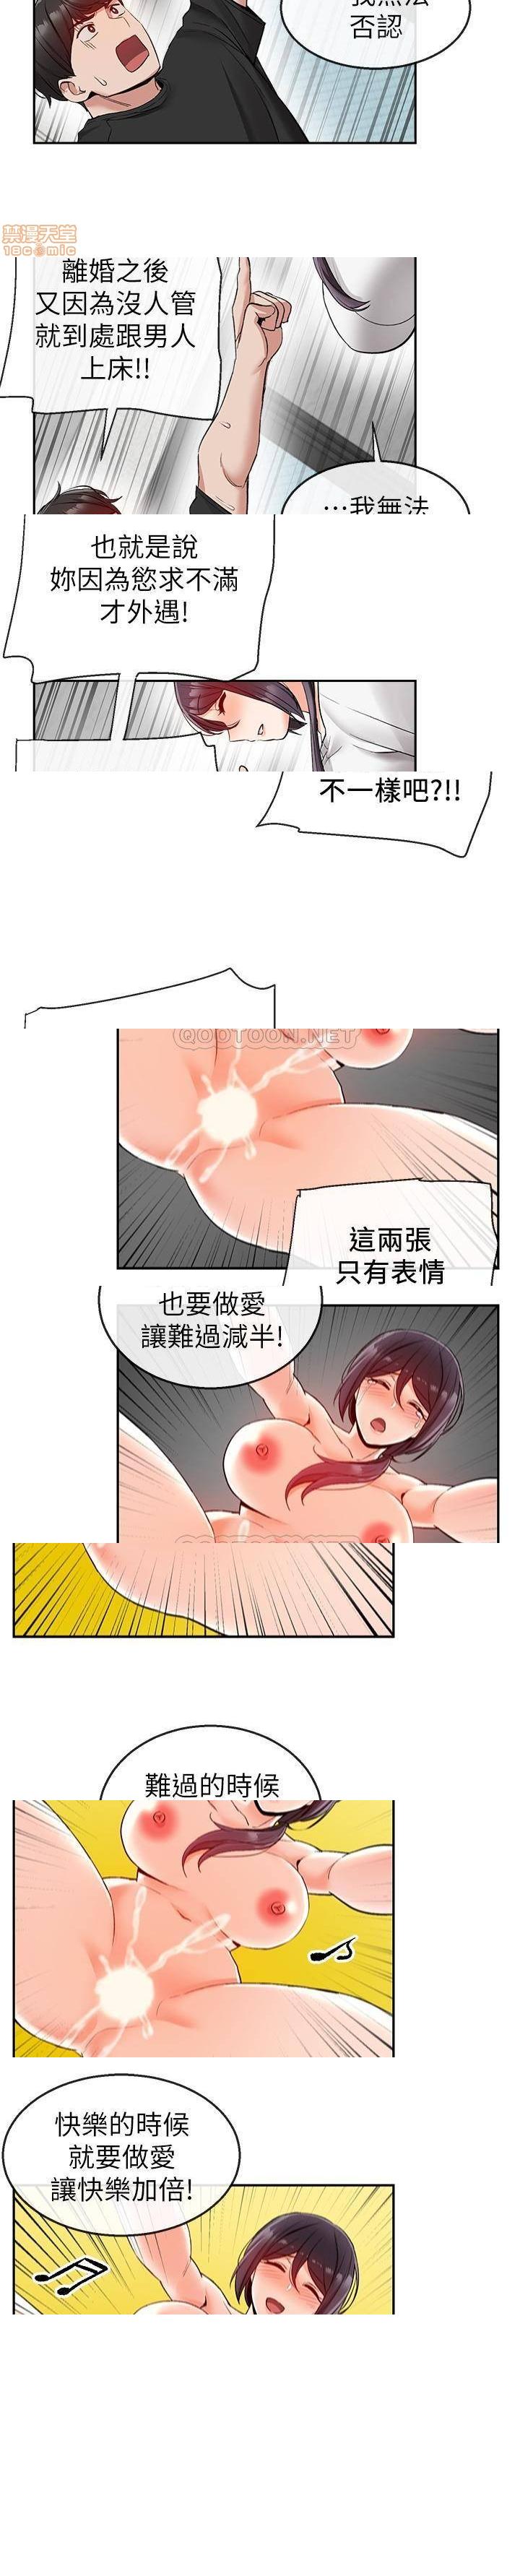 我無法
否認
禁漫天堂
18comic
離婚之後
又因為沒人管
就到處跟男人
上床!!
…我無法
也就是說
妳因為慾求不滿
才外遇!
不一樣吧?!!
QOOTOON.NET
這兩張
只有表情
也要做愛
讓難過減半!
難過的時候
快樂的時候
就要做愛
讓快樂加倍!